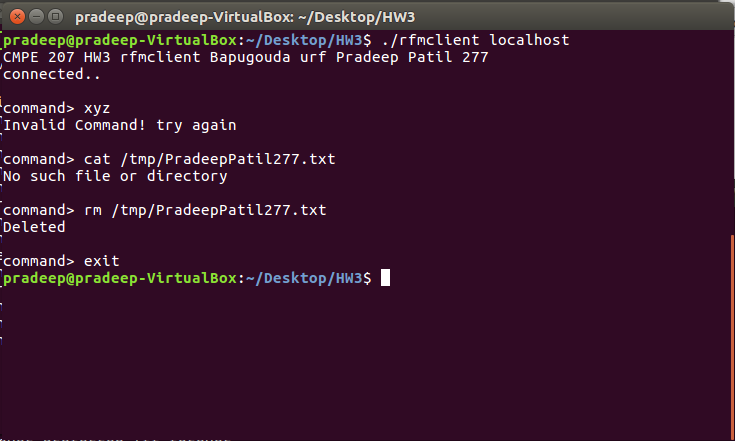 pradeep@pradeep-VirtualBox: ~/Desktop/HW3
pradeep@pradeep-VirtualBox:~/Desktop/HW3$ ./rfmclient localhost
CMPE 207 HW3 rfmclient Bapugouda urf Pradeep Patil 277
connected..
command> xyz
Invalid Command! try again
command> cat /tmp/PradeepPatil277.txt
No such file or directory
command> rm /tmp/PradeepPatil277.txt
Deleted
command> exit
pradeep@pradeep-VirtualBox:~/Desktop/HW3$